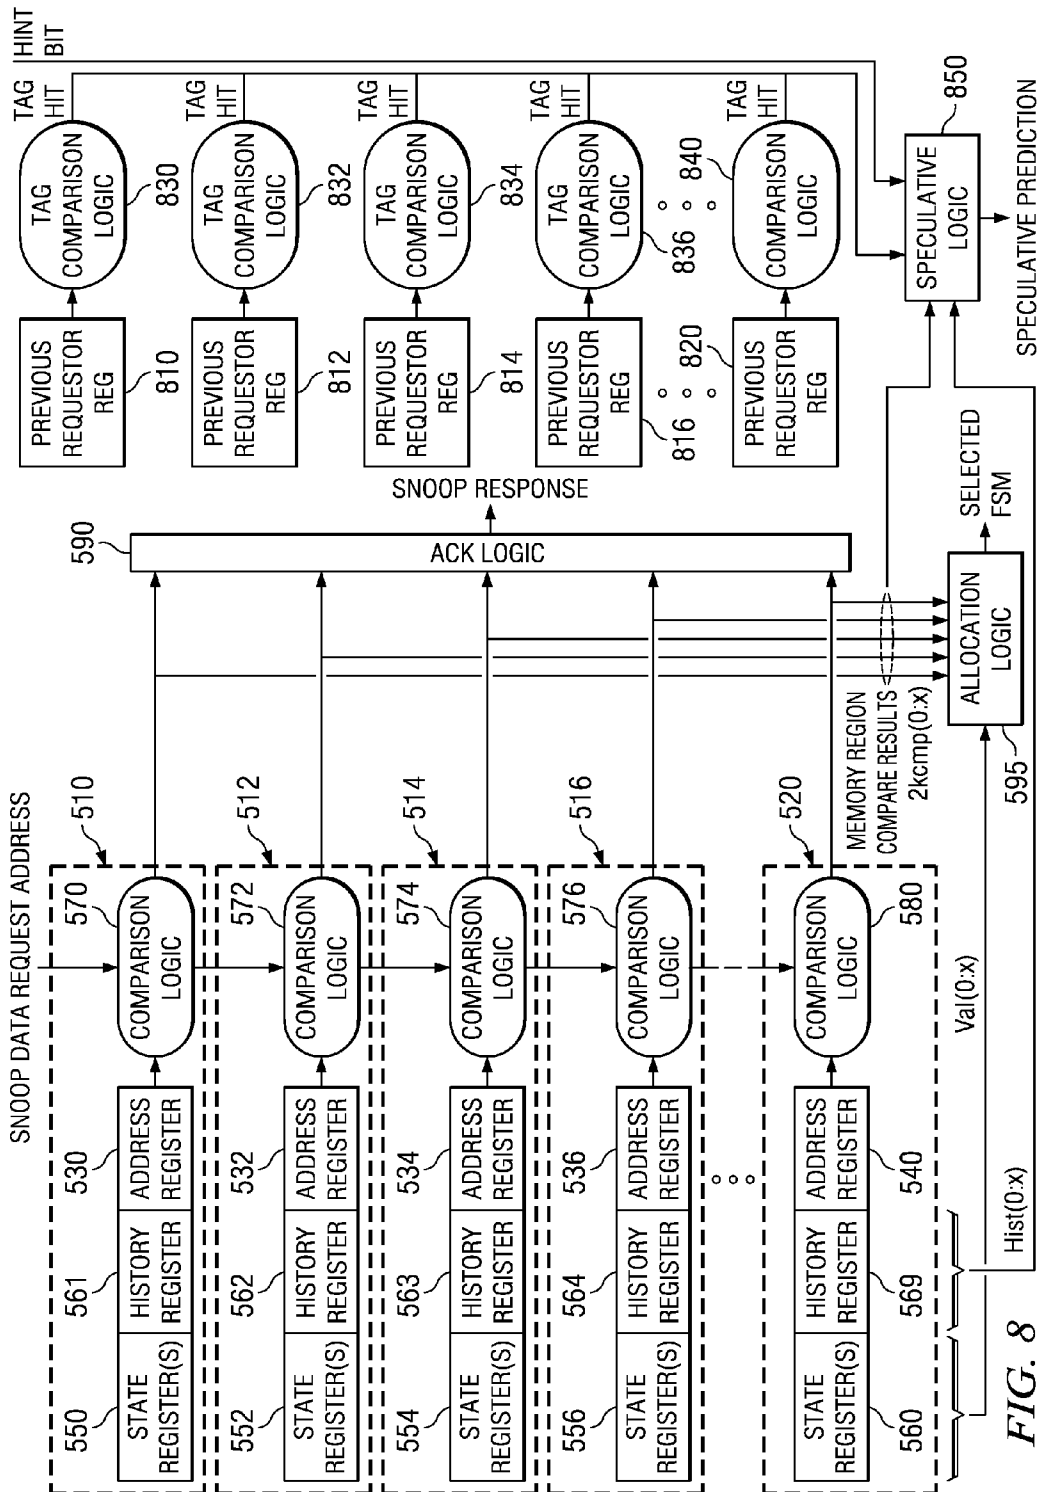 SNOOP DATA REQUEST ADDRESS
510
570
COMPARISON
LOGIC
530
ADDRESS
REGISTER
561
HISTORY
REGISTER
550
STATE
REGISTER(S)
512
572
COMPARISON
LOGIC
532
ADDRESS
REGISTER
562
HISTORY
REGISTER
552
STATE
REGISTER(S)
514
574
COMPARISON
LOGIC
534
ADDRESS
REGISTER
563
HISTORY
REGISTER
554
STATE
REGISTER(S)
516
576
COMPARISON
LOGIC
536
ADDRESS
REGISTER
564
HISTORY
REGISTER
556
STATE
REGISTER(S)
520
COMPARISON
LOGIC
580
ADDRESS
REGISTER
540
HISTORY
REGISTER
569
STATE
REGISTER(S)
560
590
ACK LOGIC
SNOOP RESPONSE
MEMORY REGION
COMPARE RESULTS
2kcmp(0:x)
Val(0:x)
Hist(0:x)
ALLOCATION
LOGIC
595
SELECTED
FSM
PREVIOUS
REQUESTOR
REG
810
TAG
COMPARISON
LOGIC
830
TAG
HIT
PREVIOUS
REQUESTOR
REG
812
TAG
COMPARISON
LOGIC
832
TAG
HIT
PREVIOUS
REQUESTOR
REG
814
TAG
COMPARISON
LOGIC
834
TAG
HIT
PREVIOUS
REQUESTOR
REG
816
TAG
COMPARISON
LOGIC
836
TAG
HIT
820
PREVIOUS
REQUESTOR
REG
840
TAG
COMPARISON
LOGIC
TAG
HIT
HINT
BIT
SPECULATIVE
LOGIC
850
SPECULATIVE PREDICTION
FIG. 8